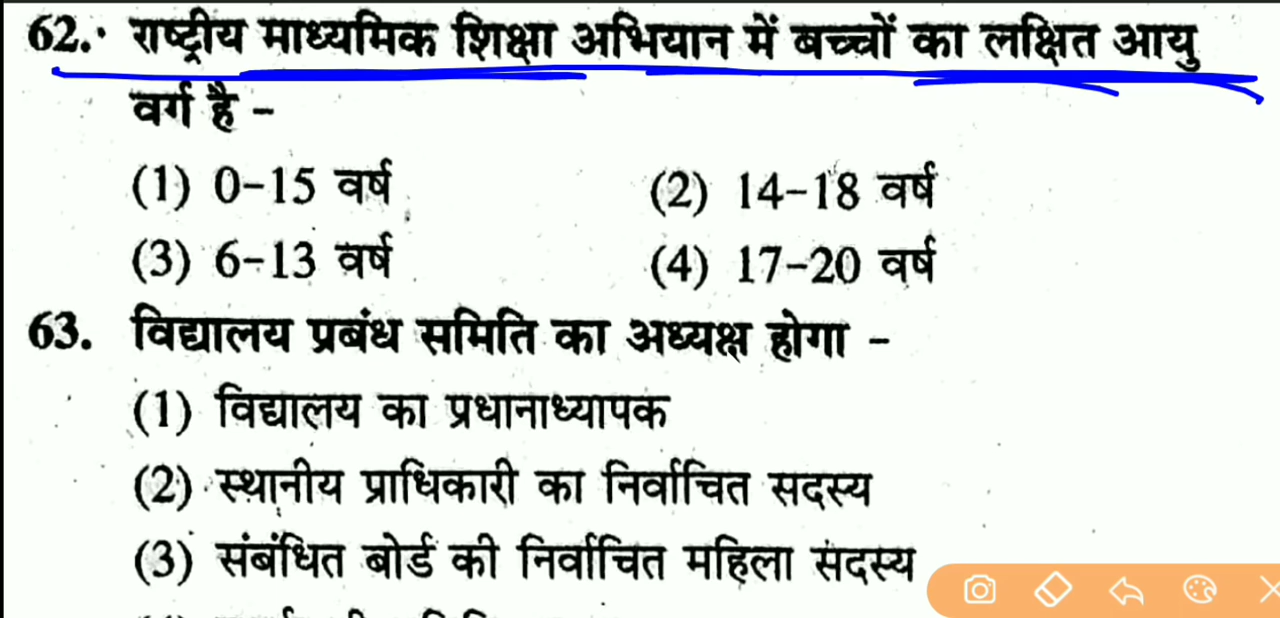 62. राष्ट्रीय माध्यमिक शिक्षा अभियान में बच्चों का लक्षित आयु
वर्ग है -
(1) 0-15 वर्ष (2) 14-18 वर्ष
(3) 6-13 वर्ष (4) 17-20 वर्ष
63. विद्यालय प्रबंध समिति का अध्यक्ष होगा -
(1) विद्यालय का प्रधानाध्यापक
(2) स्थानीय प्राधिकारी का निर्वाचित सदस्य
(3) संबंधित बोर्ड की निर्वाचित महिला सदस्य